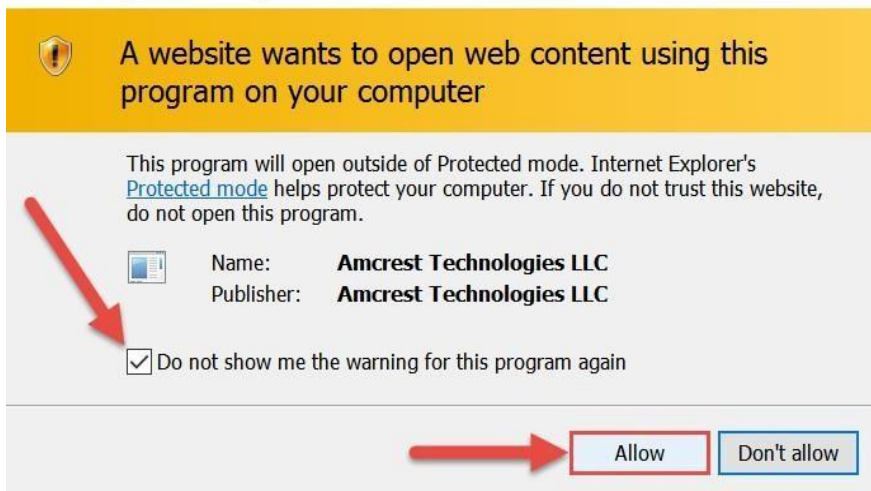 A website wants to open web content using this
program on your computer
This program will open outside of Protected mode. Internet Explorer's
Protected mode helps protect your computer. If you do not trust this website,
do not open this program.
Name: Amcrest Technologies LLC
Publisher: Amcrest Technologies LLC
Do not show me the warning for this program again
Allow Don't allow